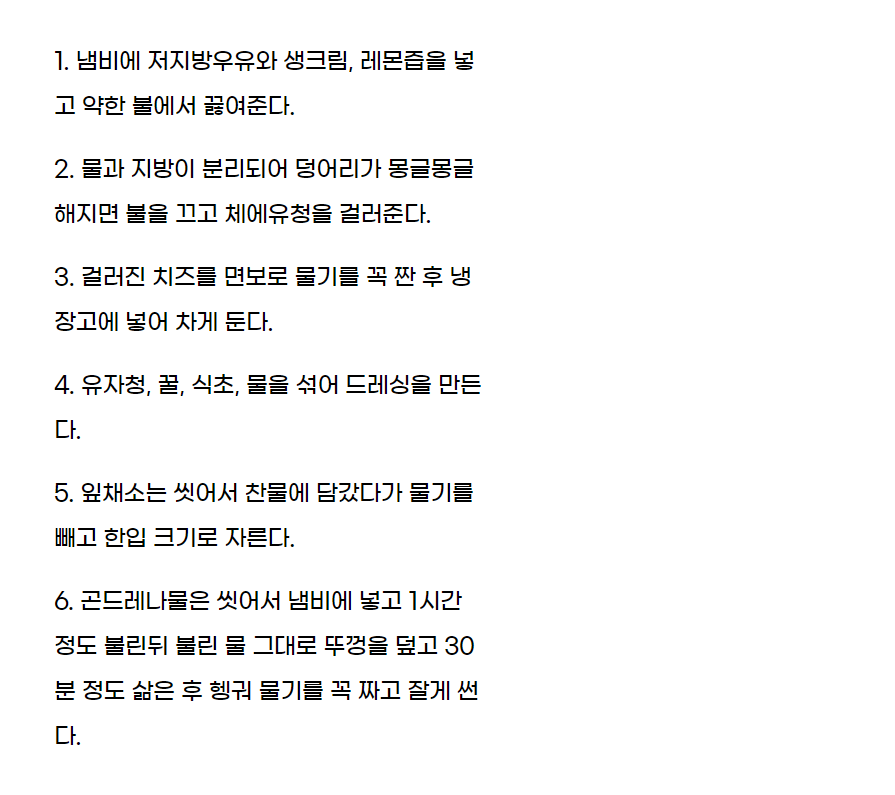 1. 냄비에 저지방우유와 생크림, 레몬즙을 넣
고 약한 불에서 끓여준다.
2. 물과 지방이 분리되어 덩어리가 몽글몽글
해지면 불을 끄고 체에유청을 걸러준다.
3. 걸러진 치즈를 면보로 물기를 꼭 짠 후 냉
장고에 넣어 차게 둔다.
4. 유자청, 꿀, 식초, 물을 섞어 드레싱을 만든
다.
5. 잎채소는 씻어서 찬물에 담갔다가 물기를
빼고 한입 크기로 자른다.
6. 곤드레나물은 씻어서 냄비에 넣고 1시간
정도 불린뒤 불린 물 그대로 뚜껑을 덮고 30
분 정도 삶은 후 헹궈 물기를 꼭 짜고 잘게 썬
다.